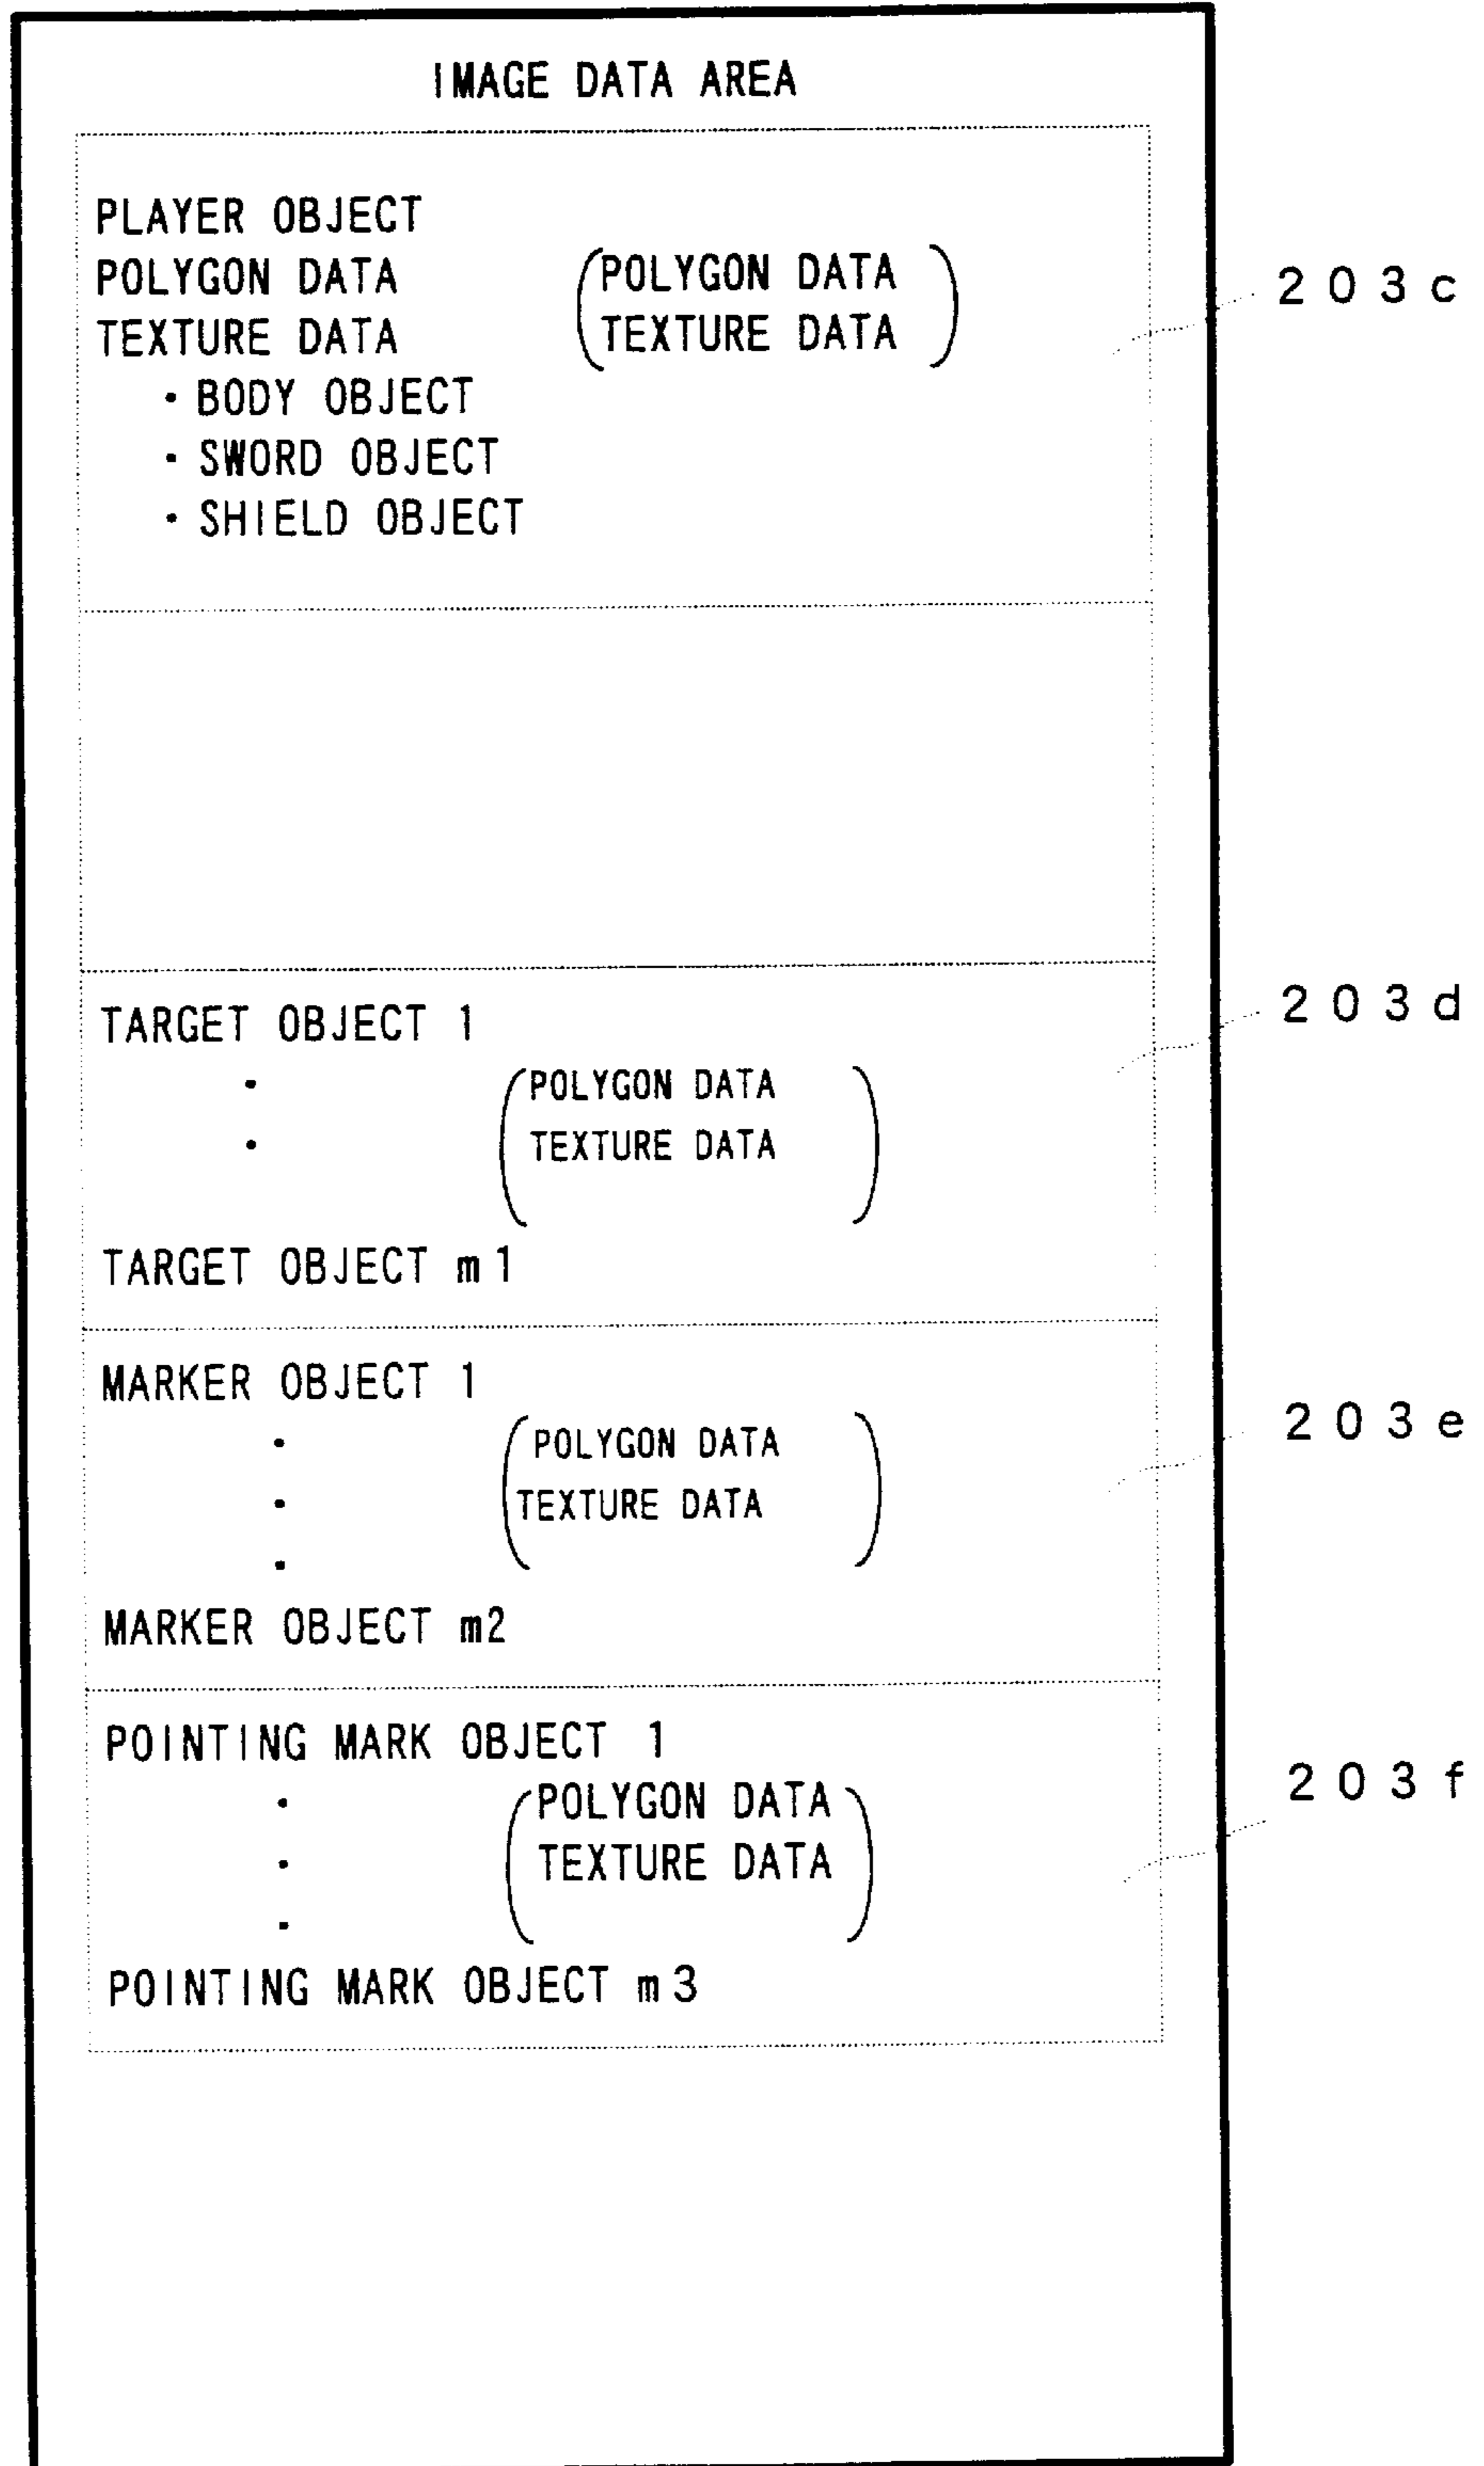 IMAGE DATA AREA
PLAYER OBJECT
POLYGON DATA (POLYGON DATA
TEXTURE DATA TEXTURE DATA)
・BODY OBJECT
・SWORD OBJECT
・SHIELD OBJECT
203c
TARGET OBJECT 1
・ (POLYGON DATA
・ TEXTURE DATA)
TARGET OBJECT m1
203d
MARKER OBJECT 1
・ (POLYGON DATA
・ TEXTURE DATA)
・
MARKER OBJECT m2
203e
POINTING MARK OBJECT 1
・ (POLYGON DATA
・ TEXTURE DATA)
・
POINTING MARK OBJECT m3
203f